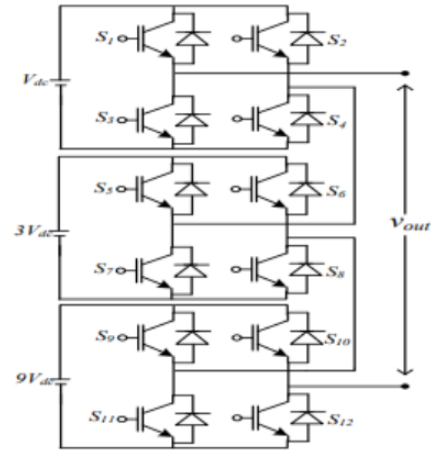 S1 S2
Vdc
S3 S4
S5 S6
3Vdc
vout
S7 S8
S9 S10
9Vdc
S11 S12